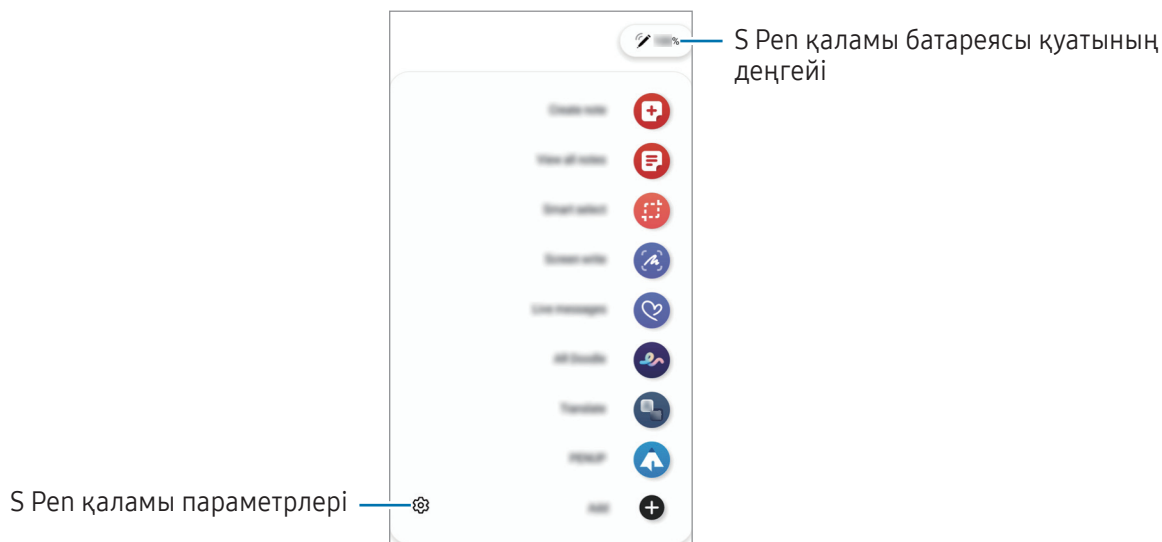 S Pen қаламы батареясы қуатының
деңгейі
%
Create note
View all notes
Smart select
Screen write
Live messages
AR Doodle
Translate
PENUP
Add
S Pen қаламы параметрлері